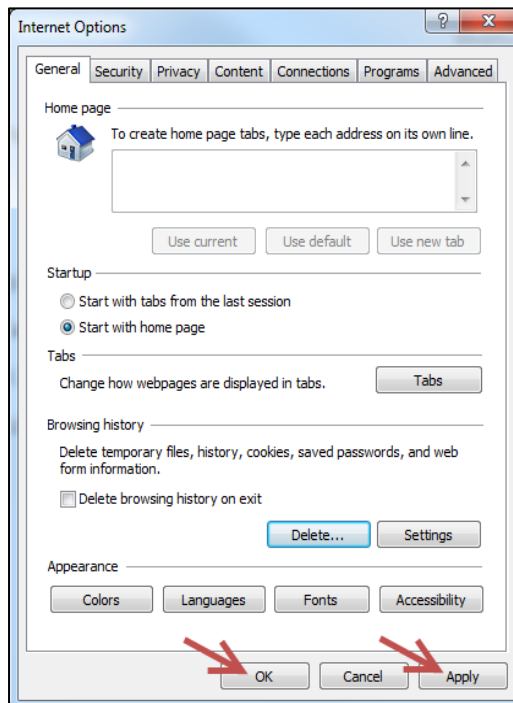 Internet Options
?
X
General Security Privacy Content Connections Programs Advanced
Home page
To create home page tabs, type each address on its own line.
Use current Use default Use new tab
Startup
Start with tabs from the last session
Start with home page
Tabs
Change how webpages are displayed in tabs. Tabs
Browsing history
Delete temporary files, history, cookies, saved passwords, and web
form information.
Delete browsing history on exit
Delete... Settings
Appearance
Colors Languages Fonts Accessibility
OK Cancel Apply